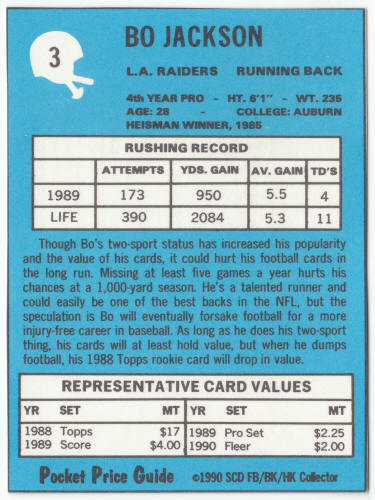 3
BO JACKSON
L.A. RAIDERS RUNNING BACK
4th YEAR PRO - HT. 6'1" - WT. 235
AGE: 28 - COLLEGE: AUBURN
HEISMAN WINNER, 1985
RUSHING RECORD
ATTEMPTS YDS. GAIN AV. GAIN TD'S
1989 173 950 5.5 4
LIFE 390 2084 5.3 11
Though Bo's two-sport status has increased his popularity
and the value of his cards, it could hurt his football cards in
the long run. Missing at least five games a year hurts his
chances at a 1,000-yard season. He's a talented runner and
could easily be one of the best backs in the NFL, but the
speculation is Bo will eventually forsake football for a more
injury-free career in baseball. As long as he does his two-sport
thing, his cards will at least hold value, but when he dumps
football, his 1988 Topps rookie card will drop in value.
REPRESENTATIVE CARD VALUES
YR SET MT YR SET MT
1988 Topps $17 1989 Pro Set $2.25
1989 Score $4.00 1990 Fleer $2.00
Pocket Price Guide ©1990 SCD FB/BK/HK Collector